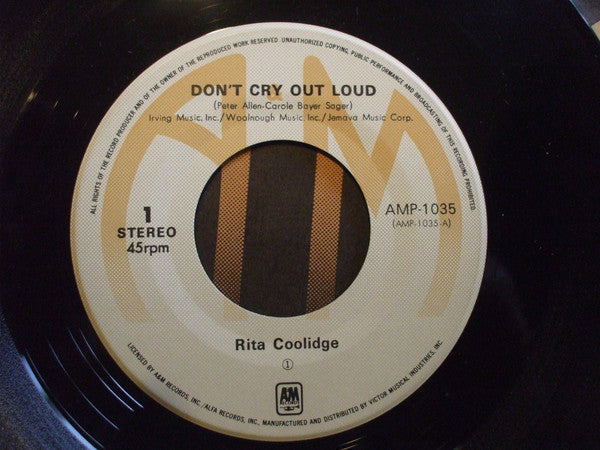 ALL RIGHTS OF THE RECORD PRODUCER AND OF THE OWNER OF THE REPRODUCED WORK RESERVED. UNAUTHORIZED COPYING, PUBLIC PERFORMANCE AND BROADCASTING OF THIS RECORDING PROHIBITED.
DON'T CRY OUT LOUD
(Peter Allen-Carole Bayer Sager)
Irving Music, Inc./Woolnough Music, Inc./Jemava Music Corp.
1
STEREO
45rpm
AMP-1035
(AMP-1035-A)
Rita Coolidge
①
A&M
RECORDS
LICENSED BY A&M RECORDS, INC./ALFA RECORDS, INC., MANUFACTURED AND DISTRIBUTED BY VICTOR MUSICAL INDUSTRIES, INC.